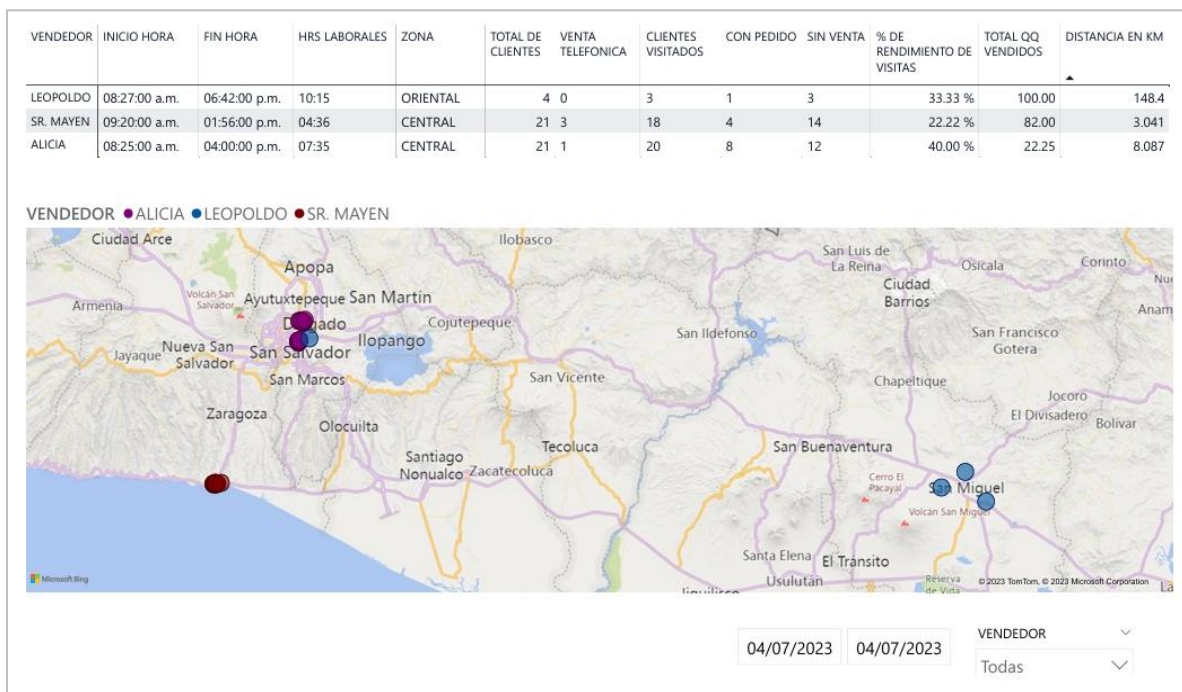 VENDEDOR INICIO HORA FIN HORA HRS LABORALES ZONA TOTAL DE CLIENTES VENTA TELEFONICA CLIENTES VISITADOS CON PEDIDO SIN VENTA % DE RENDIMIENTO DE VISITAS TOTAL QQ VENDIDOS DISTANCIA EN KM
LEOPOLDO 08:27:00 a.m. 06:42:00 p.m. 10:15 ORIENTAL 4 0 3 1 3 33.33 % 100.00 148.4
SR. MAYEN 09:20:00 a.m. 01:56:00 p.m. 04:36 CENTRAL 21 3 18 4 14 22.22 % 82.00 3.041
ALICIA 08:25:00 a.m. 04:00:00 p.m. 07:35 CENTRAL 21 1 20 8 12 40.00 % 22.25 8.087
VENDEDOR ALICIA LEOPOLDO SR. MAYEN
Ciudad Arce
Ilobasco
San Luis de
La Reina
Osicala
Corinto
Apopa
Ciudad
Barrios
Volcán San
Salvador
Armenia
Ayutuxtepeque
San Martín
Cojutepeque
San Ildefonso
San Francisco
Gotera
Jayaque
Nueva San
Salvador
San Salvador
Ilopango
San Marcos
San Vicente
Chapeltique
Jocoro
El Divisadero
Bolívar
Zaragoza
Olocuilta
Tecoluca
San Buenaventura
Santiago
Nonualco
Zacatecoluca
Cerro El
Pacayal
San Miguel
Volcán San Miguel
Santa Elena
El Tránsito
Usulután
Reserva
de Vida
Microsoft Bing
© 2023 TomTom, © 2023 Microsoft Corporation
04/07/2023 04/07/2023
VENDEDOR
Todas